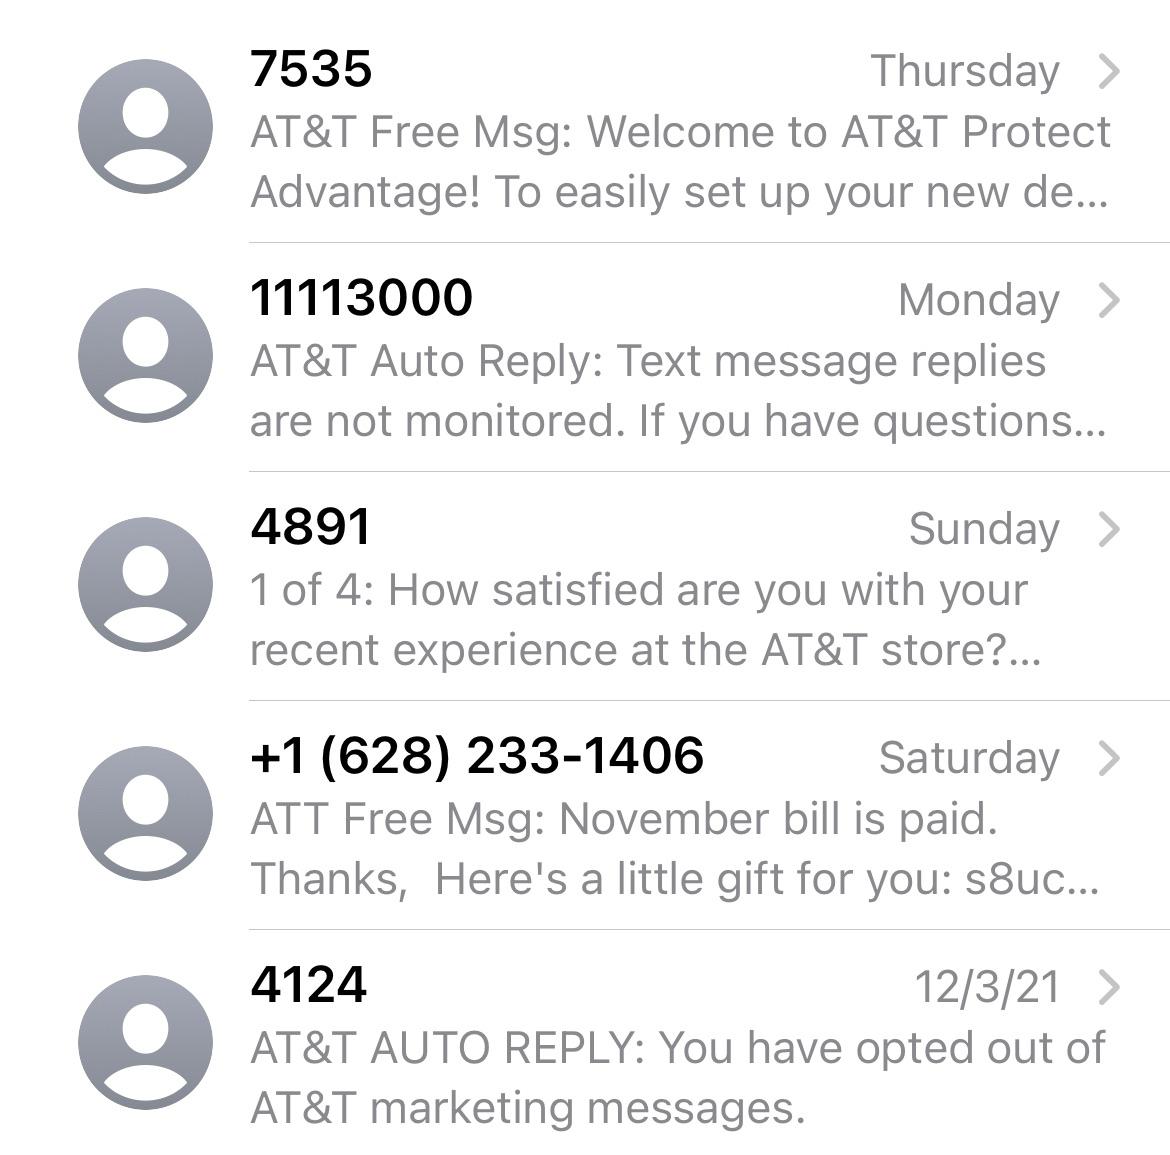 7535 Thursday
AT&T Free Msg: Welcome to AT&T Protect
Advantage! To easily set up your new de...
11113000 Monday
AT&T Auto Reply: Text message replies
are not monitored. If you have questions...
4891 Sunday
1 of 4: How satisfied are you with your
recent experience at the AT&T store?...
+1 (628) 233-1406 Saturday
ATT Free Msg: November bill is paid.
Thanks,  Here's a little gift for you: s8uc...
4124 12/3/21
AT&T AUTO REPLY: You have opted out of
AT&T marketing messages.